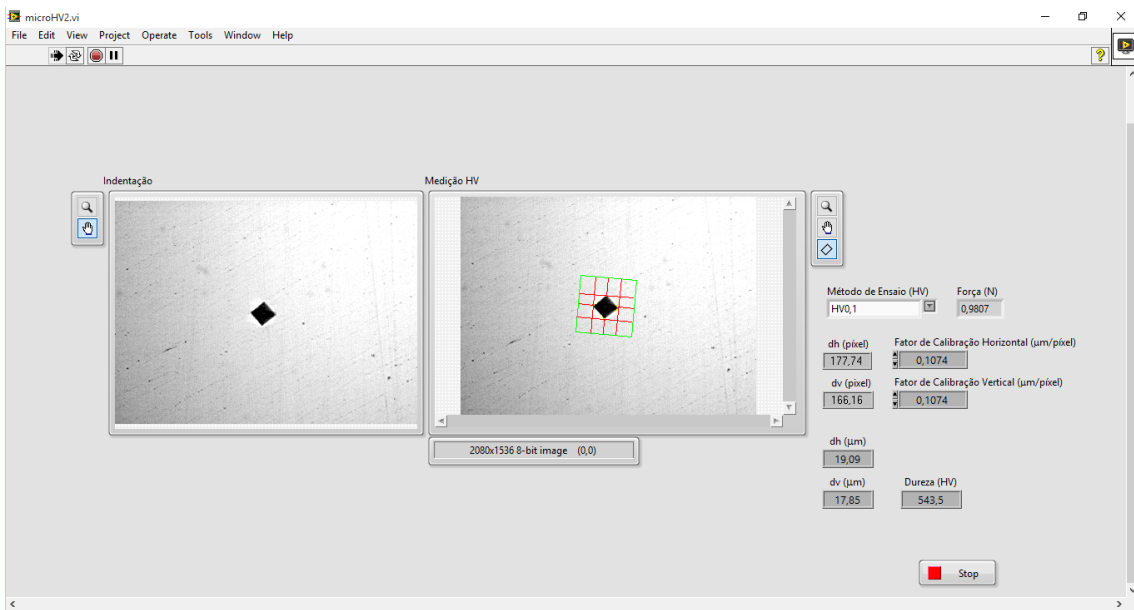 microHV2.vi
File Edit View Project Operate Tools Window Help
Indentação
Medição HV
Método de Ensaio (HV) Força (N)
HV0,1 0,9807
dh (píxel) Fator de Calibração Horizontal (µm/píxel)
177,74 0,1074
dv (pixel) Fator de Calibração Vertical (µm/píxel)
166,16 0,1074
2080x1536 8-bit image (0,0)
dh (µm)
19,09
dv (µm) Dureza (HV)
17,85 543,5
Stop